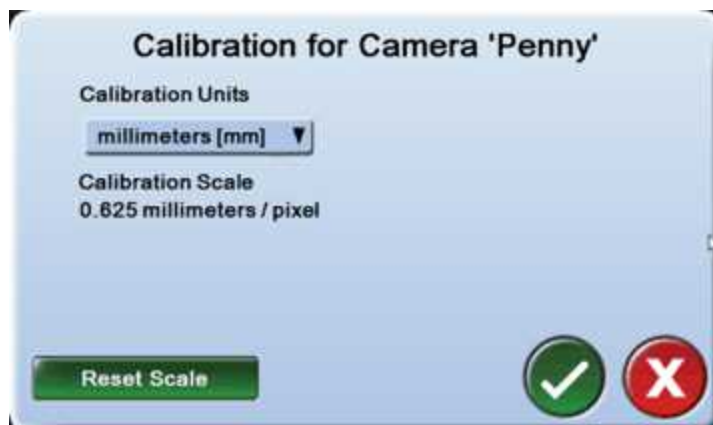 Calibration for Camera 'Penny'
Calibration Units
millimeters [mm]
Calibration Scale
0.625 millimeters / pixel
Reset Scale